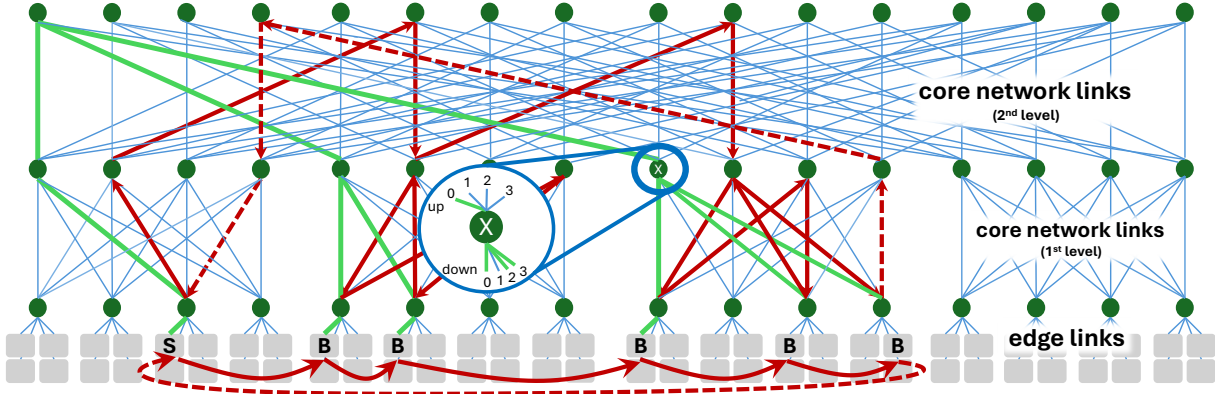 core network links
(2nd level)
X
0 1 2 3
up
X
core network links
(1st level)
down
0 1 2 3
edge links
S B B B B B